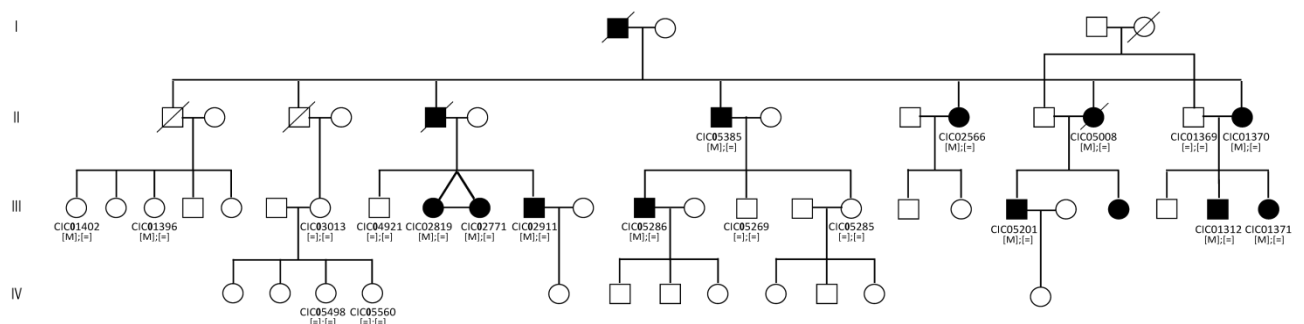 I
II
CIC05385
[M];[=]
CIC02566
[M];[=]
CIC05008
[M];[=]
CIC01369
[=];[=]
CIC01370
[M];[=]
III
CIC01402
[M];[=]
CIC01396
[M];[=]
CIC03013
[=];[=]
CIC04921
[=];[=]
CIC02819
[M];[=]
CIC02771
[M];[=]
CIC02911
[M];[=]
CIC05286
[M];[=]
CIC05269
[=];[=]
CIC05285
[=];[=]
CIC05201
[M];[=]
CIC01312
[M];[=]
CIC01371
[M];[=]
IV
CIC05498
[=];[=]
CIC05560
[=];[=]